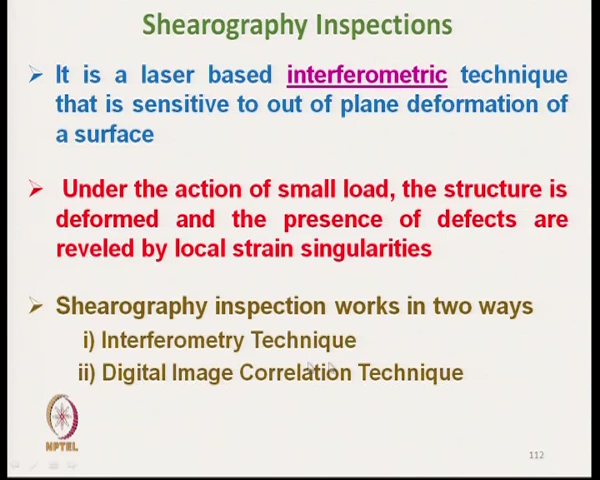 Shearography Inspections
➢ It is a laser based interferometric technique
that is sensitive to out of plane deformation of
a surface
➢ Under the action of small load, the structure is
deformed and the presence of defects are
reveled by local strain singularities
➢ Shearography inspection works in two ways
i) Interferometry Technique
ii) Digital Image Correlation Technique
NPTEL
112